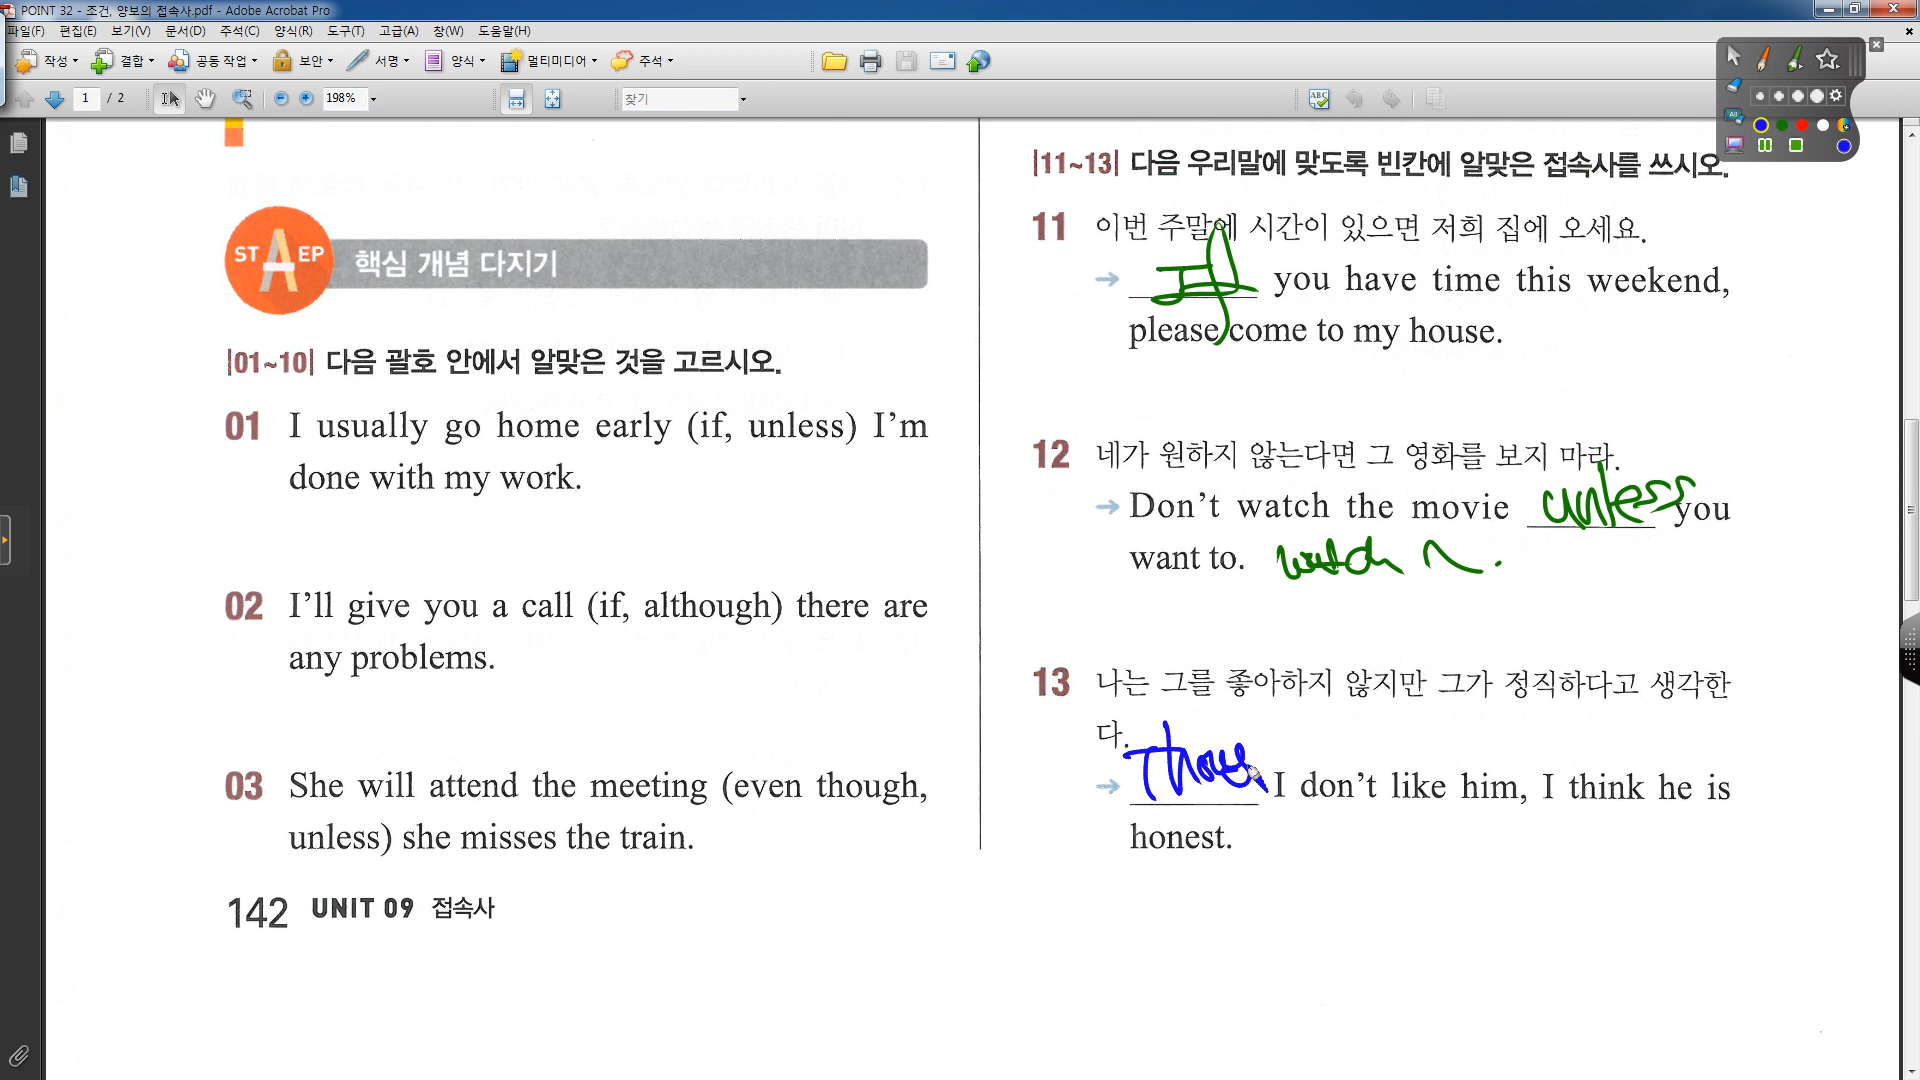 POINT 32 - 조건, 양보의 접속사.pdf - Adobe Acrobat Pro
파일(F) 편집(E) 보기(V) 문서(D) 주석(C) 양식(R) 도구(T) 고급(A) 창(W) 도움말(H)
작성 결합 공동 작업 보안 서명 양식 멀티미디어 주석
1 / 2 198% 찾기
ST A EP 핵심 개념 다지기
|01~10| 다음 괄호 안에서 알맞은 것을 고르시오.
01 I usually go home early (if, unless) I'm
done with my work.
02 I'll give you a call (if, although) there are
any problems.
03 She will attend the meeting (even though,
unless) she misses the train.
142 UNIT 09 접속사
|11~13| 다음 우리말에 맞도록 빈칸에 알맞은 접속사를 쓰시오.
11 이번 주말에 시간이 있으면 저희 집에 오세요.
→ If you have time this weekend,
please come to my house.
12 네가 원하지 않는다면 그 영화를 보지 마라.
→ Don't watch the movie unless you
want to. watch
13 나는 그를 좋아하지 않지만 그가 정직하다고 생각한
다.
→ Thou I don't like him, I think he is
honest.